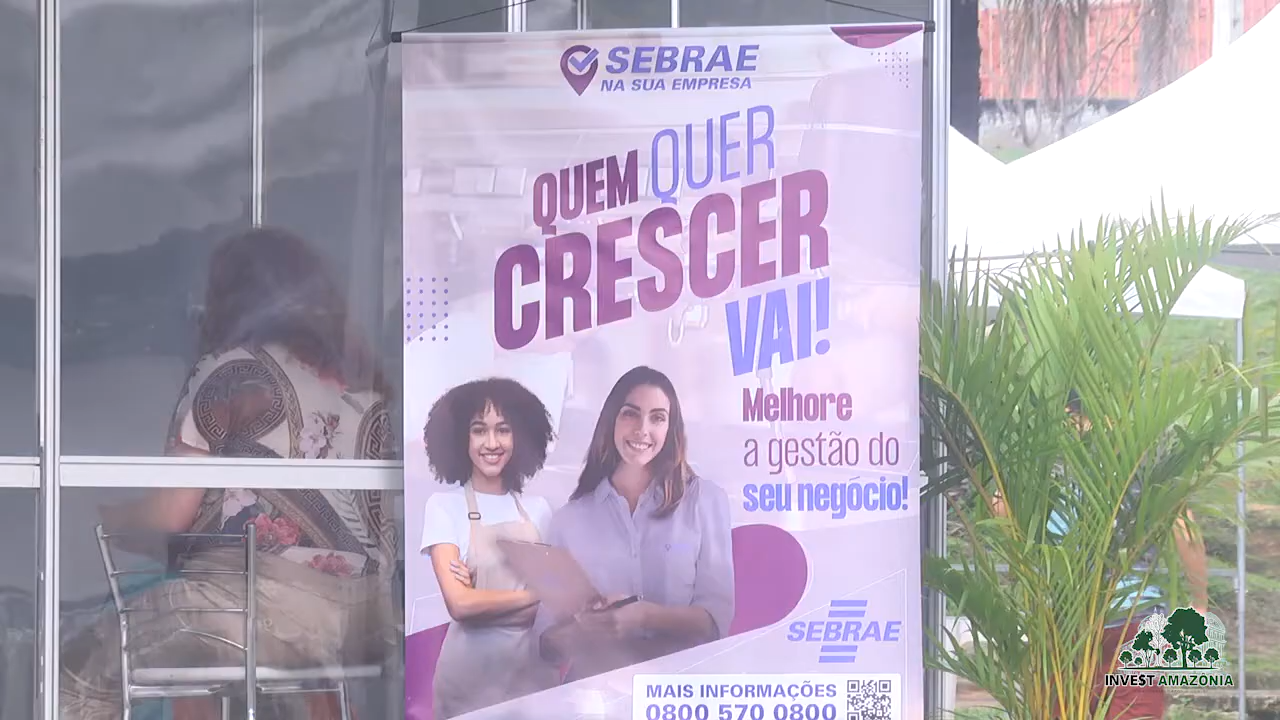 SEBRAE
NA SUA EMPRESA
QUEM QUER
CRESCER
VAI!
Melhore
a gestão do
seu negócio!
SEBRAE
MAIS INFORMAÇÕES
0800 570 0800
INVEST AMAZONIA